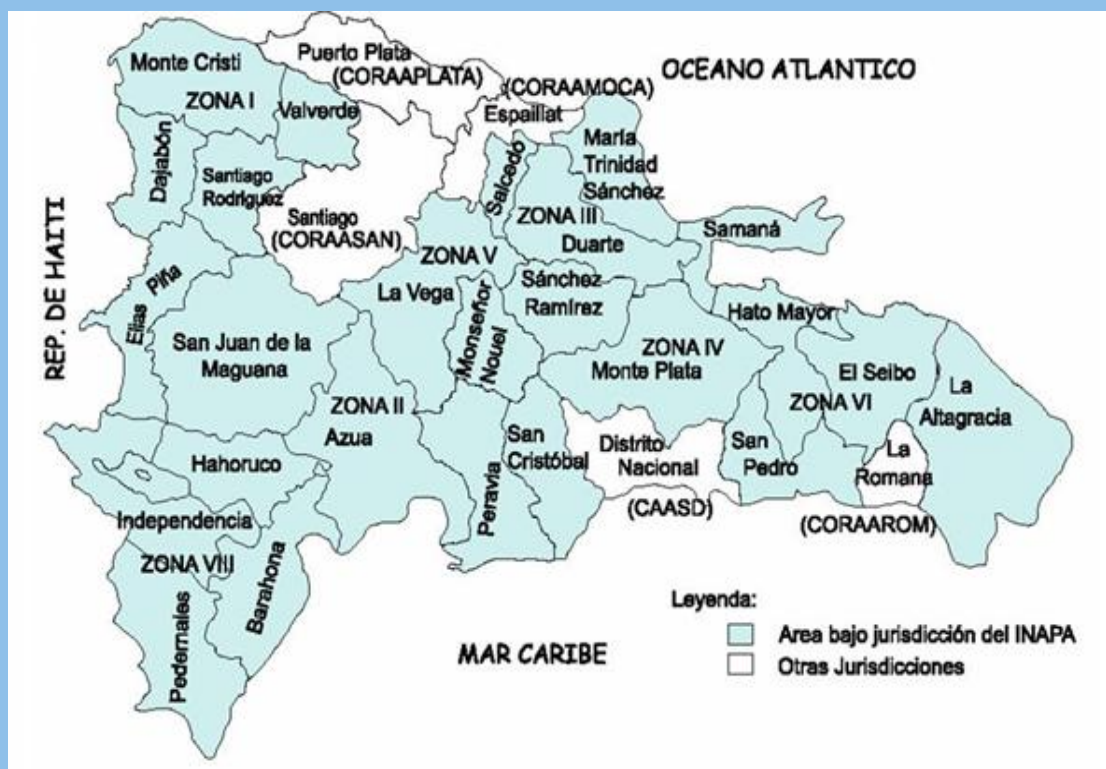 Puerto Plata
(CORAAPLATA)
OCEANO ATLANTICO
Monte Cristi
ZONA I
Valverde
(CORAAMOCA)
Espaillat
María
Trinidad
Sánchez
Dajabón
Santiago
Rodríguez
Salcedo
ZONA III
Duarte
Samaná
Santiago
(CORAASAN)
REP. DE HAITI
ZONA V
La Vega
Sánchez
Ramírez
Elias Piña
Hato Mayor
San Juan de la
Maguana
Monseñor
Nouel
ZONA IV
Monte Plata
El Seibo
La
Altagracia
ZONA II
Azua
ZONA VI
San
Cristóbal
Distrito
Nacional
San
Pedro
La
Romana
Hahoruco
Peravia
(CAASD)
(CORAAROM)
Independencia
ZONA VIII
Barahona
Pedernales
MAR CARIBE
Leyenda:
Area bajo jurisdicción del INAPA
Otras Jurisdicciones